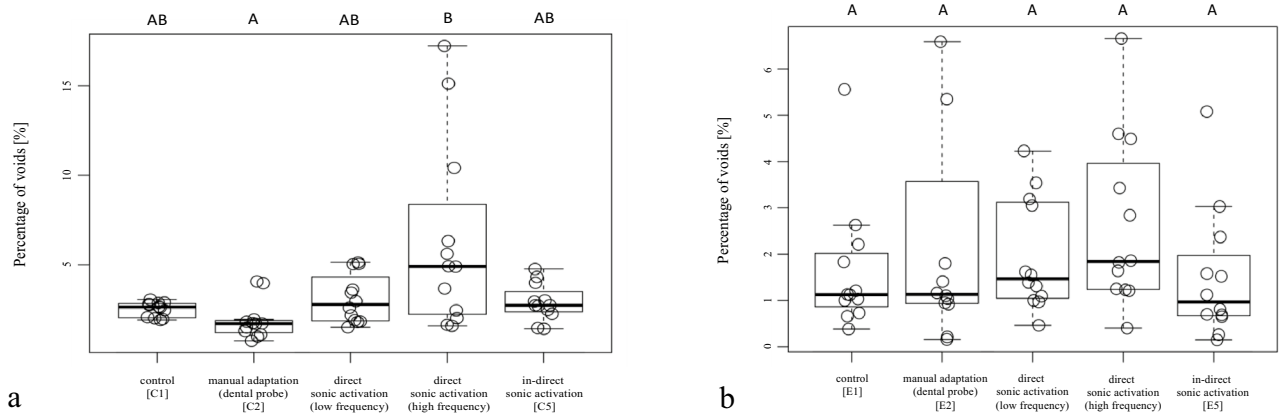 AB A AB B AB
Percentage of voids [%]
15
10
5
control
[C1]
manual adaptation
(dental probe)
[C2]
direct
sonic activation
(low frequency)
direct
sonic activation
(high frequency)
in-direct
sonic activation
[C5]
a
A A A A A
Percentage of voids [%]
6
5
4
3
2
1
0
control
[E1]
manual adaptation
(dental probe)
[E2]
direct
sonic activation
(low frequency)
direct
sonic activation
(high frequency)
in-direct
sonic activation
[E5]
b